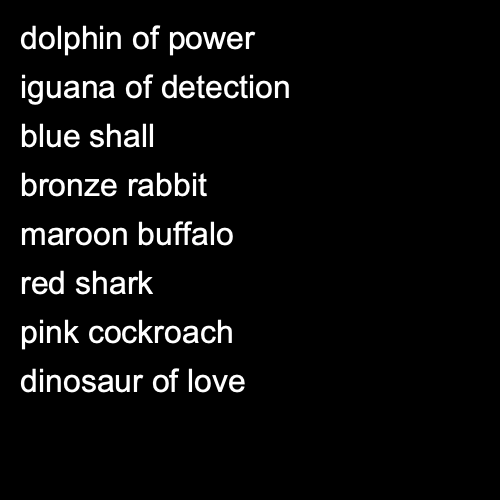 dolphin of power
iguana of detection
blue shall
bronze rabbit
maroon buffalo
red shark
pink cockroach
dinosaur of love